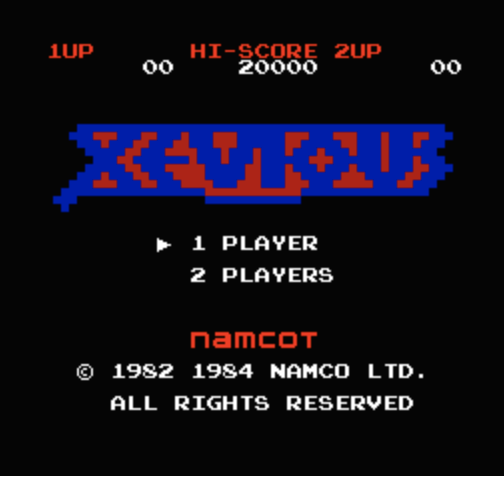 1UP HI-SCORE 2UP
00 20000 00
XEVIOUS
1 PLAYER
2 PLAYERS
namcot
© 1982 1984 NAMCO LTD.
ALL RIGHTS RESERVED